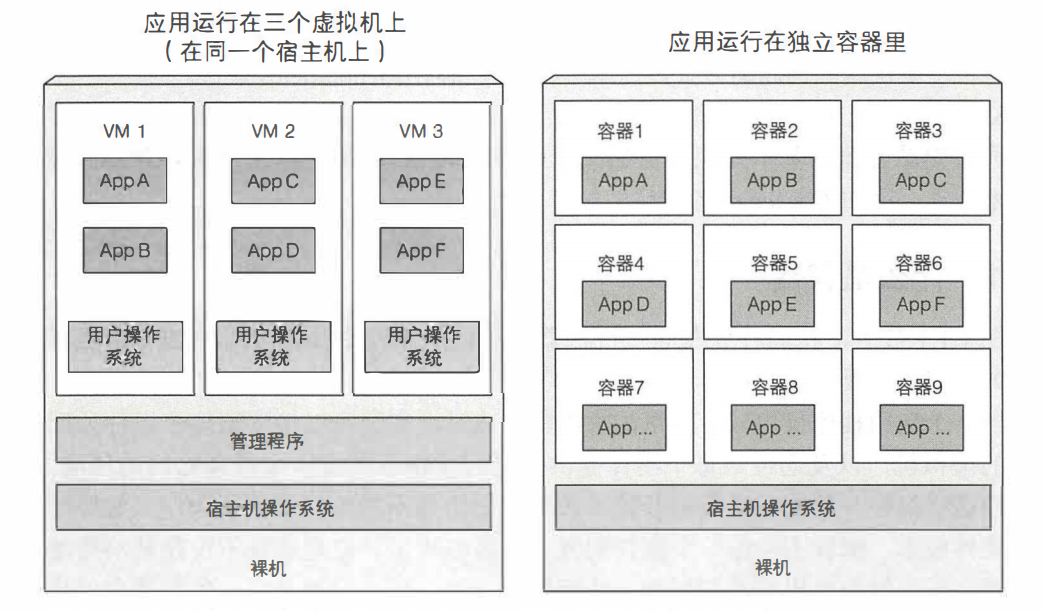 应用运行在三个虚拟机上
（在同一个宿主机上）
VM 1
App A
App B
用户操作
系统
VM 2
App C
App D
用户操作
系统
VM 3
App E
App F
用户操作
系统
管理程序
宿主机操作系统
裸机
应用运行在独立容器里
容器1
App A
容器2
App B
容器3
App C
容器4
App D
容器5
App E
容器6
App F
容器7
App ...
容器8
App ...
容器9
App ...
宿主机操作系统
裸机